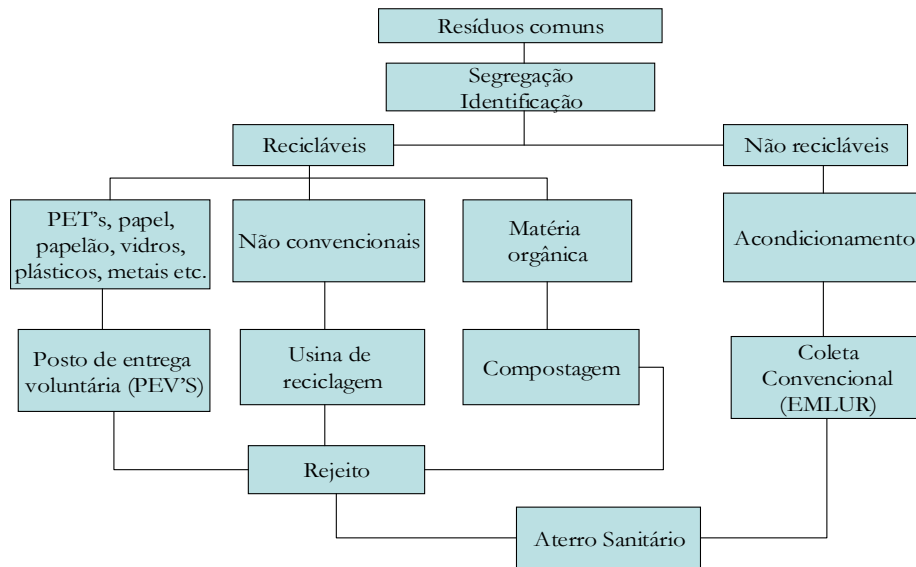 Resíduos comuns
Segregação
Identificação
Recicláveis
Não recicláveis
PET's, papel,
papelão, vidros,
plásticos, metais etc.
Não convencionais
Matéria
orgânica
Acondicionamento
Posto de entrega
voluntária (PEV'S)
Usina de
reciclagem
Compostagem
Coleta
Convencional
(EMLUR)
Rejeito
Aterro Sanitário